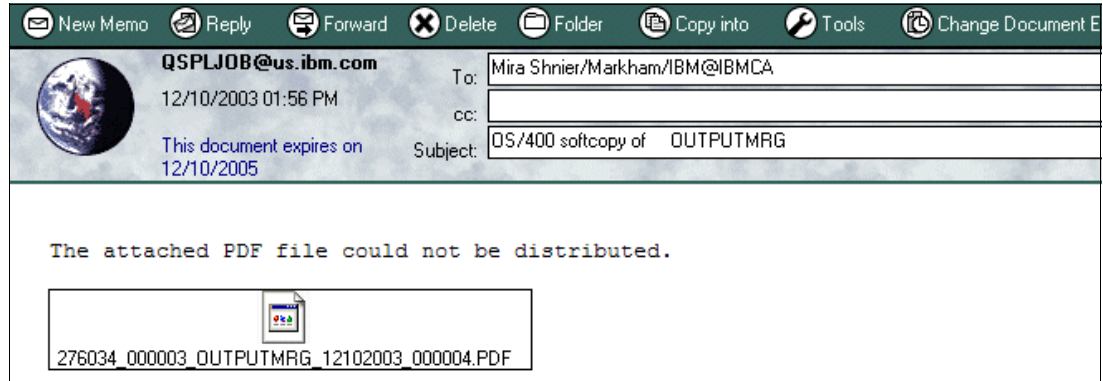 New Memo Reply Forward Delete Folder Copy into Tools Change Document E
QSPLJOB@us.ibm.com
12/10/2003 01:56 PM
This document expires on
12/10/2005
To: Mira Shnier/Markham/IBM@IBMCA
cc:
Subject: OS/400 softcopy of OUTPUTMRG
The attached PDF file could not be distributed.
276034_000003_OUTPUTMRG_12102003_000004.PDF